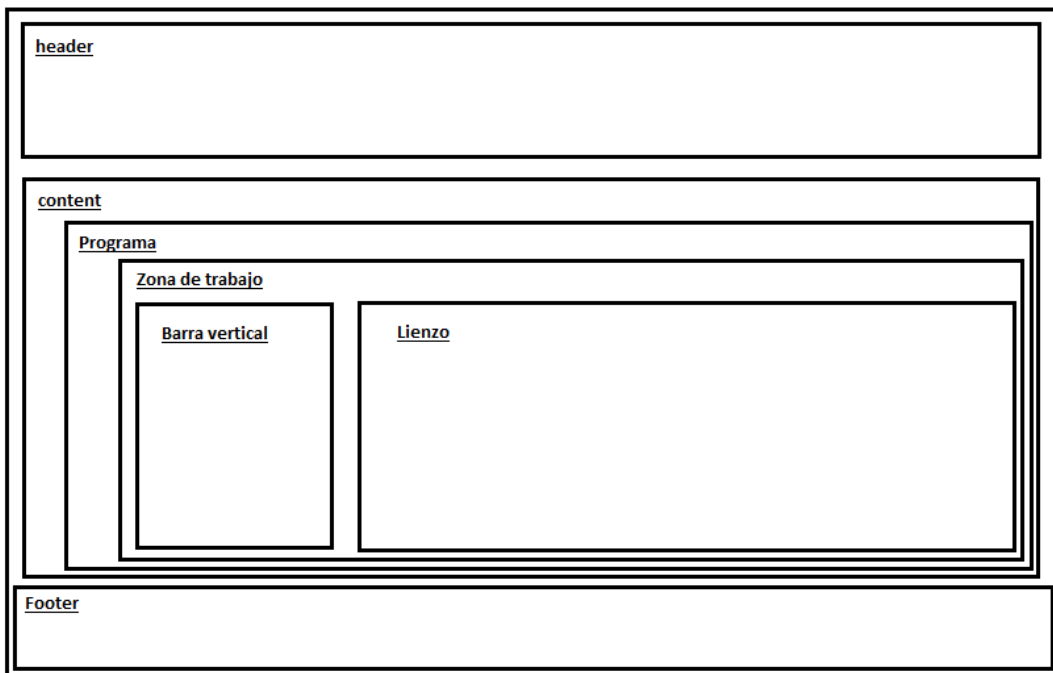 header
content
Programa
Zona de trabajo
Barra vertical
Lienzo
Footer